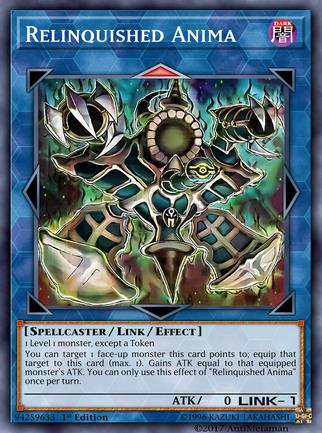 Relinquished Anima
DARK
闇
[Spellcaster / Link / Effect]
1 Level 1 monster, except a Token
You can target 1 face-up monster this card points to; equip
that target to this card (max. 1). Gains ATK equal to that equipped
monster's ATK. You can only use this effect of "Relinquished Anima"
once per turn.
ATK/ 0 LINK-1
94259633 1st Edition ©1996 KAZUKI TAKAHASHI
©2017 AntiMetaman